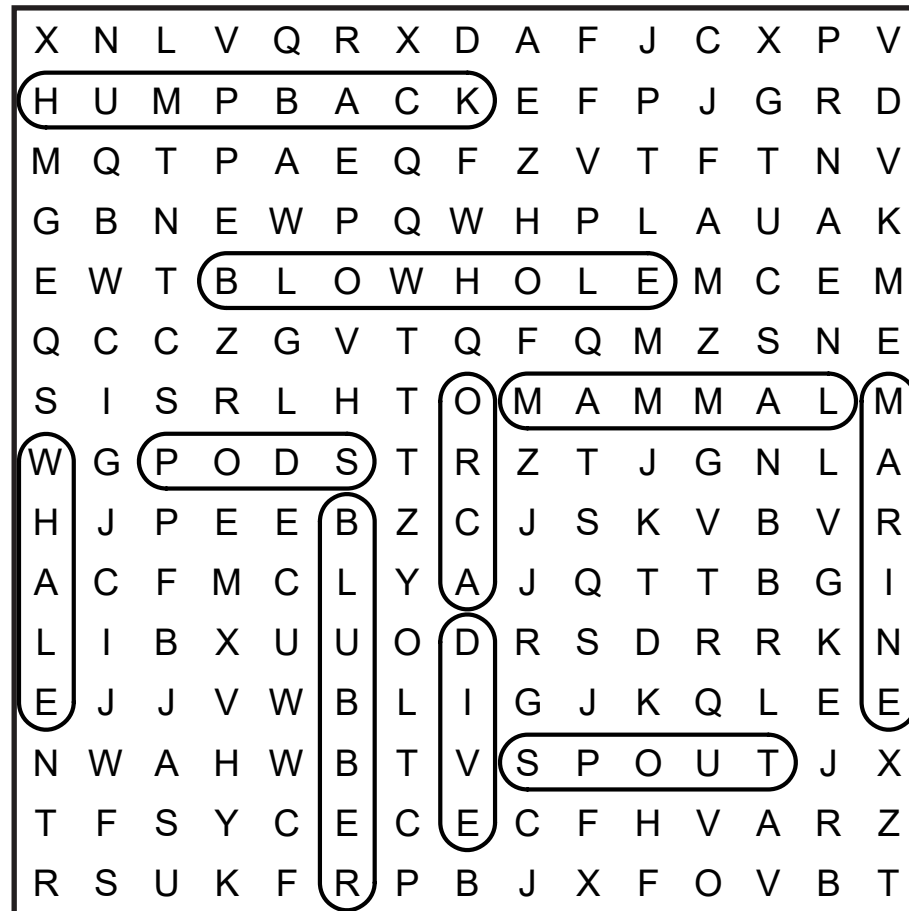 X N L V Q R X D A F J C X P V
H U M P B A C K E F P J G R D
M Q T P A E Q F Z V T F T N V
G B N E W P Q W H P L A U A K
E W T B L O W H O L E M C E M
Q C C Z G V T Q F Q M Z S N E
S I S R L H T O M A M M A L M
W G P O D S T R Z T J G N L A
H J P E E B Z C J S K V B V R
A C F M C L Y A J Q T T B G I
L I B X U U O D R S D R R K N
E J J V W B L I G J K Q L E E
N W A H W B T V S P O U T J X
T F S Y C E C E C F H V A R Z
R S U K F R P B J X F O V B T